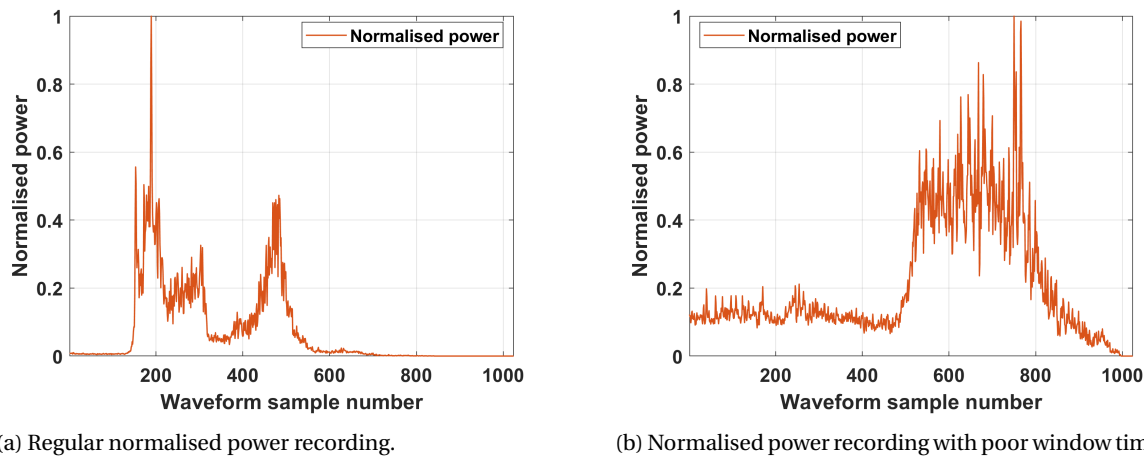 1
0.8
0.6
0.4
0.2
0
Normalised power
Normalised power
200 400 600 800 1000
Waveform sample number
(a) Regular normalised power recording.
1
0.8
0.6
0.4
0.2
0
Normalised power
Normalised power
200 400 600 800 1000
Waveform sample number
(b) Normalised power recording with poor window tim